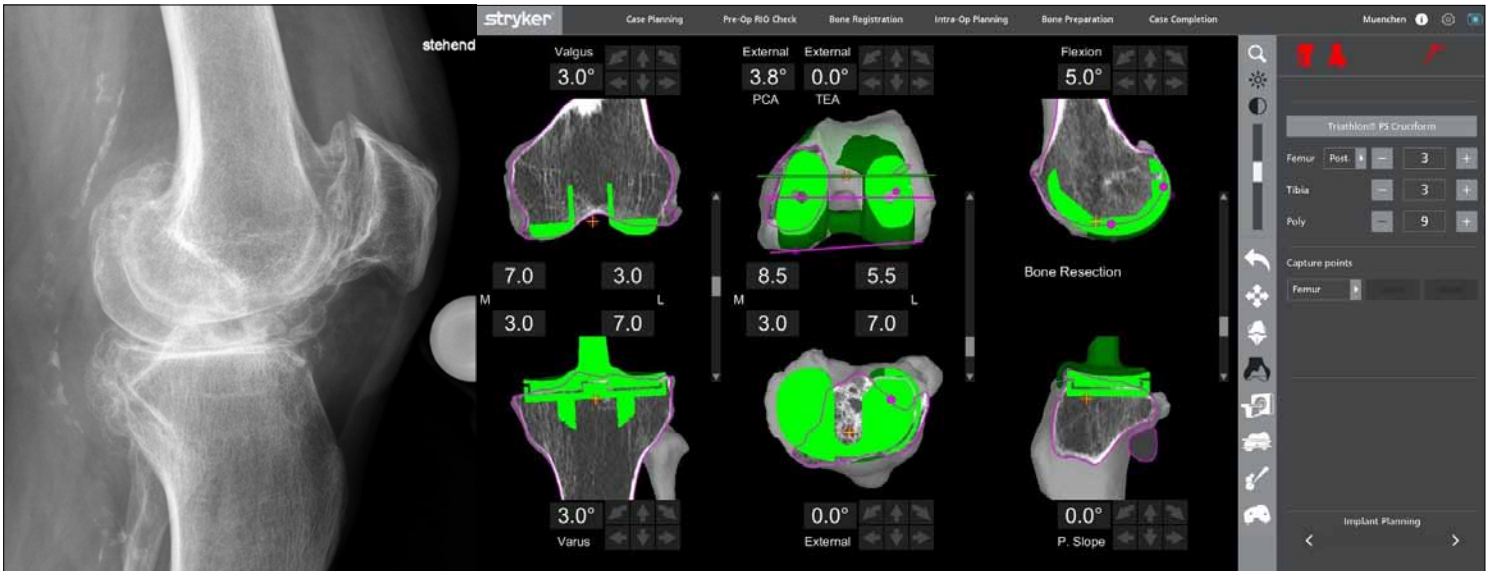 stehend
stryker
Case Planning
Pre-Op RIO Check
Bone Registration
Intra-Op Planning
Bone Preparation
Case Completion
Muenchen
Valgus
3.0°
External External
3.8° 0.0°
PCA TEA
Flexion
5.0°
7.0 3.0
M L
3.0 7.0
8.5 5.5
M L
3.0 7.0
Bone Resection
3.0°
Varus
0.0°
External
0.0°
P. Slope
Triathlon® PS Cruciform
Femur Post. − 3 +
Tibia − 3 +
Poly − 9 +
Capture points
Femur
Implant Planning
< >